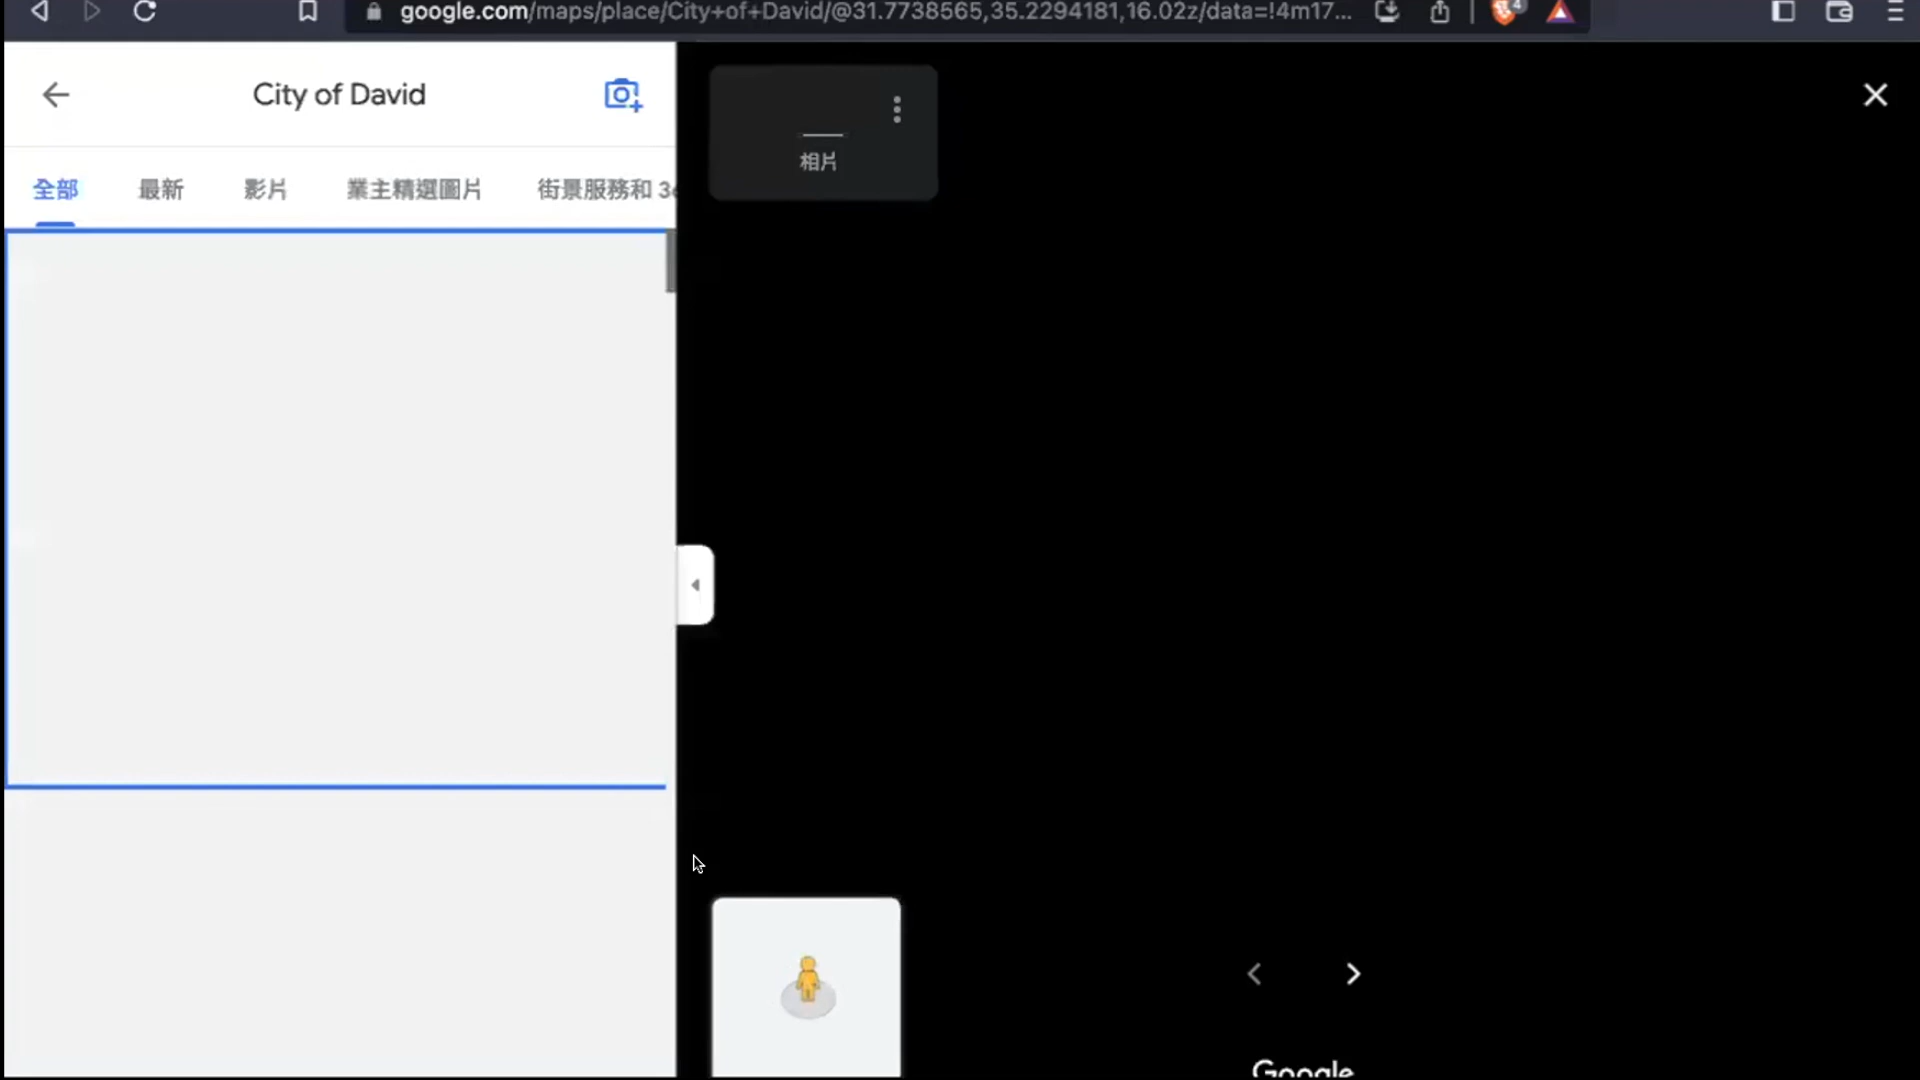 google.com/maps/place/City+of+David/@31.7738565,35.2294181,16.02z/data=!4m17...
4
City of David
全部 最新 影片 業主精選圖片 街景服務和 3
相片
Google